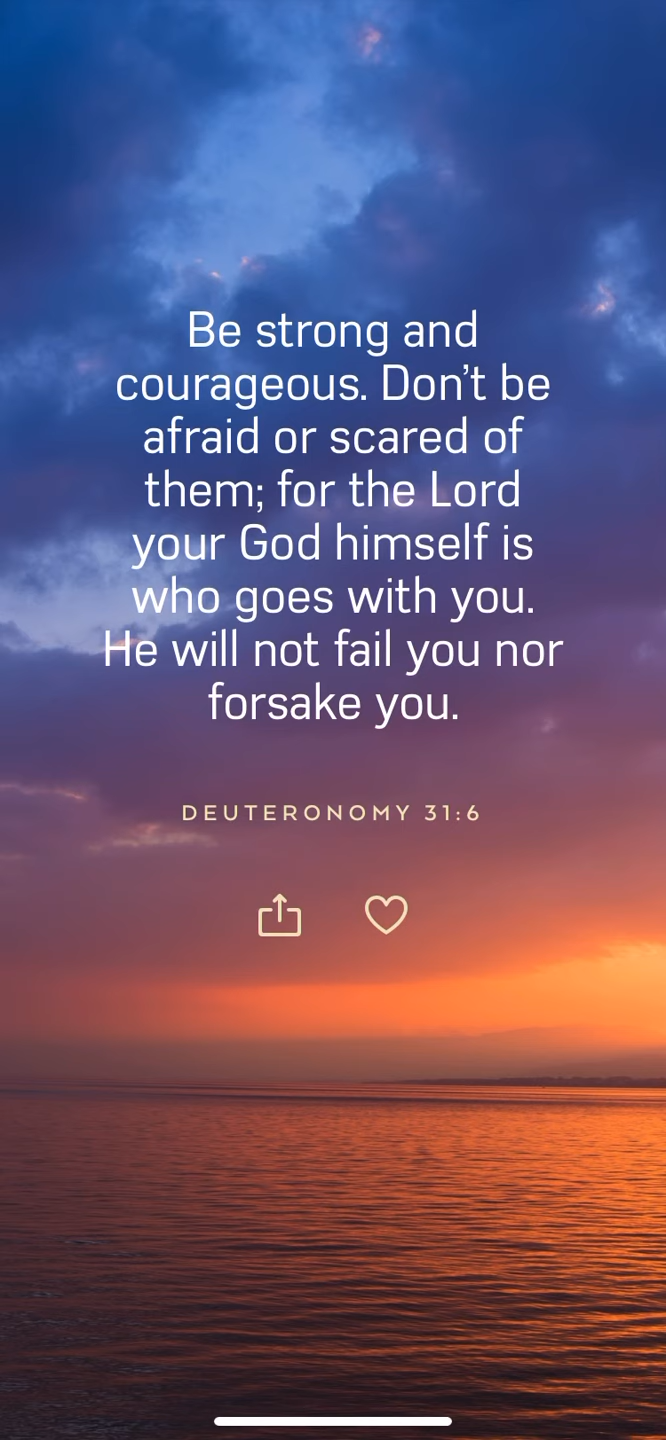 Be strong and
courageous. Don’t be
afraid or scared of
them; for the Lord
your God himself is
who goes with you.
He will not fail you nor
forsake you.
DEUTERONOMY 31:6